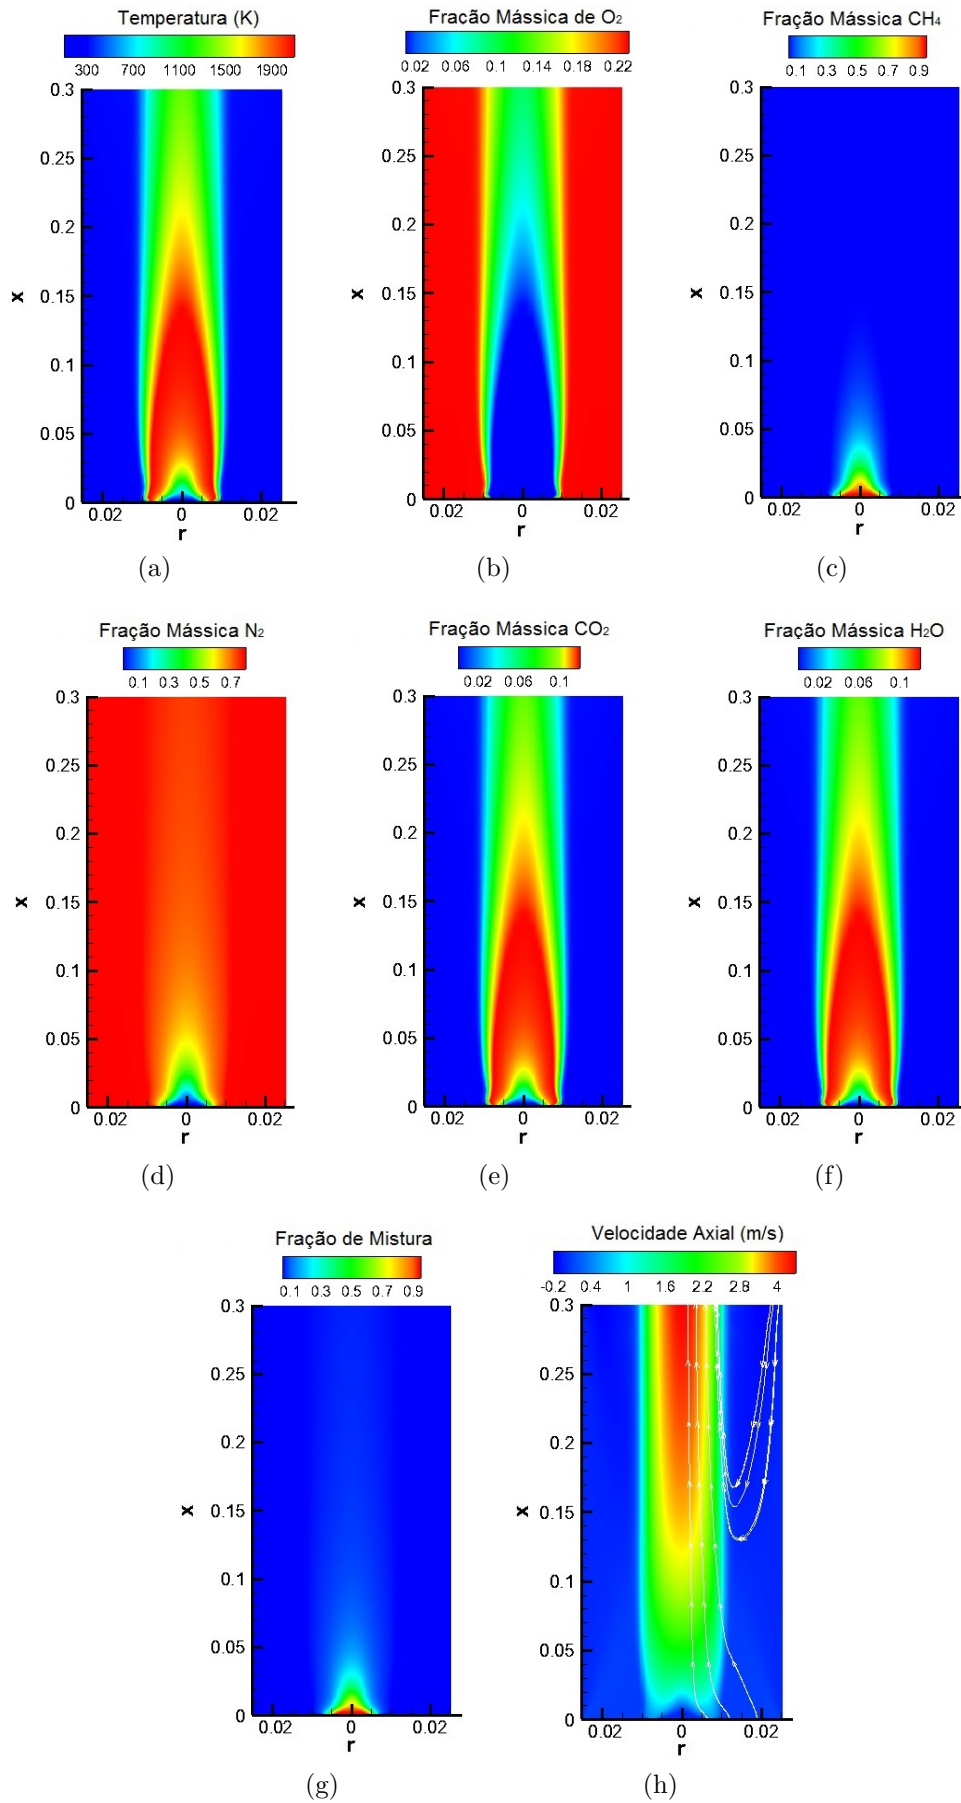 Temperatura (K)
300 700 1100 1500 1900
0.3
0.25
0.2
x 0.15
0.1
0.05
0
0.02 0 0.02
r
(a)
Fração Mássica de O₂
0.02 0.06 0.1 0.14 0.18 0.22
0.3
0.25
0.2
x 0.15
0.1
0.05
0
0.02 0 0.02
r
(b)
Fração Mássica CH₄
0.1 0.3 0.5 0.7 0.9
0.3
0.25
0.2
x 0.15
0.1
0.05
0
0.02 0 0.02
r
(c)
Fração Mássica N₂
0.1 0.3 0.5 0.7
0.3
0.25
0.2
x 0.15
0.1
0.05
0
0.02 0 0.02
r
(d)
Fração Mássica CO₂
0.02 0.06 0.1
0.3
0.25
0.2
x 0.15
0.1
0.05
0
0.02 0 0.02
r
(e)
Fração Mássica H₂O
0.02 0.06 0.1
0.3
0.25
0.2
x 0.15
0.1
0.05
0
0.02 0 0.02
r
(f)
Fração de Mistura
0.1 0.3 0.5 0.7 0.9
0.3
0.25
0.2
x 0.15
0.1
0.05
0
0.02 0 0.02
r
(g)
Velocidade Axial (m/s)
-0.2 0.4 1 1.6 2.2 2.8 4
0.3
0.25
0.2
x 0.15
0.1
0.05
0
0.02 0 0.02
r
(h)